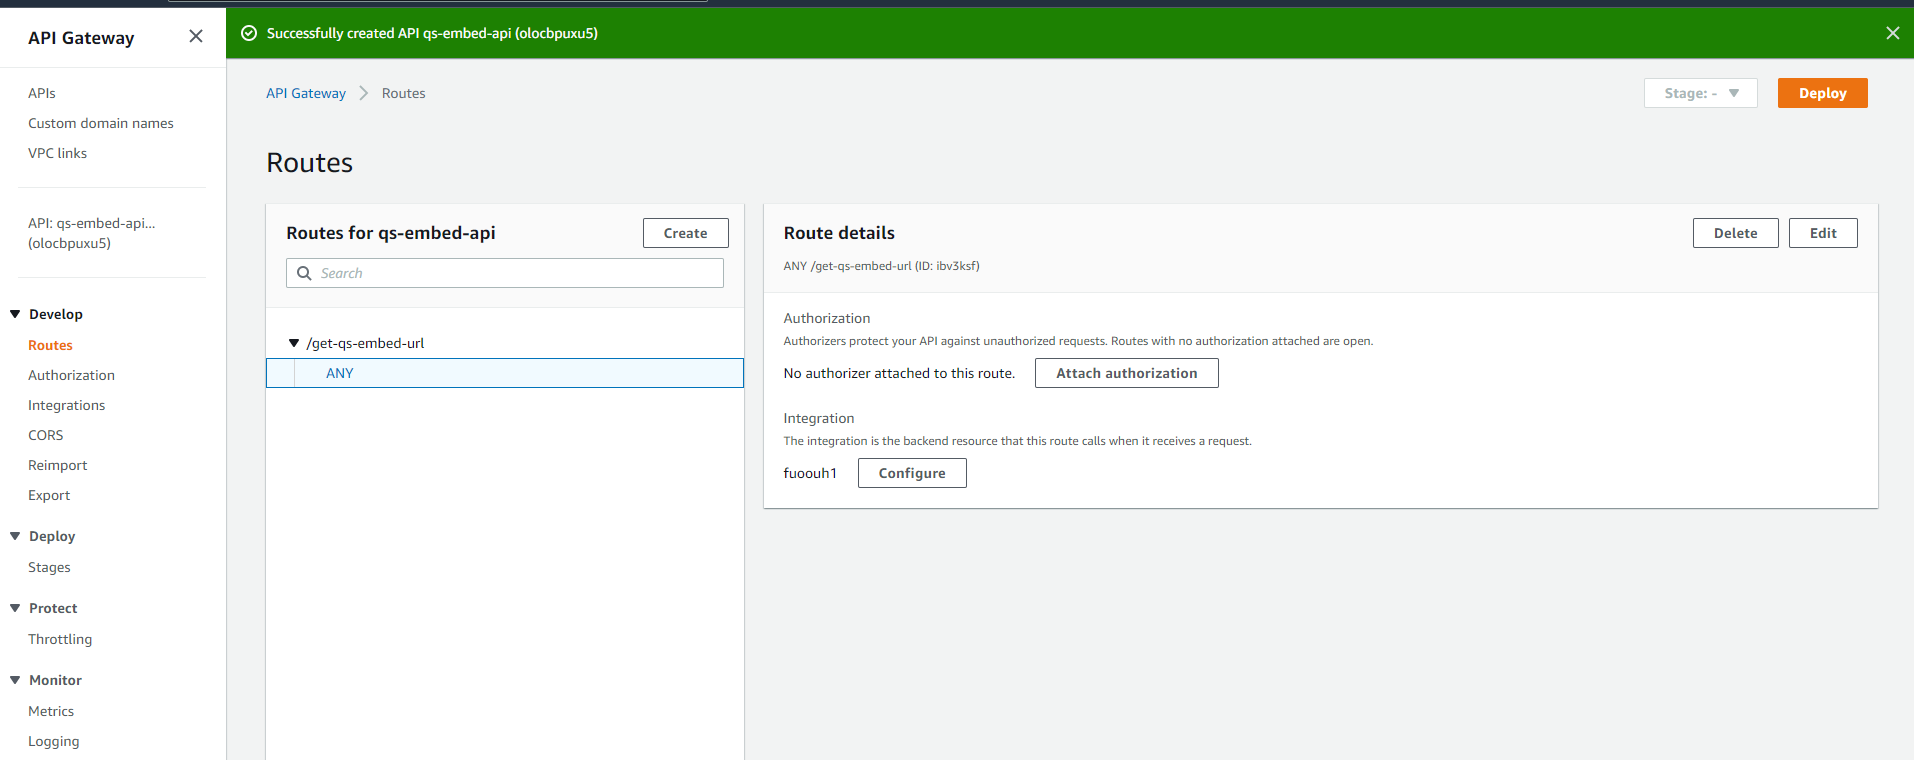 API Gateway
Successfully created API qs-embed-api (olocbpuxu5)
APIs
Custom domain names
VPC links
API: qs-embed-api...
(olocbpuxu5)
Develop
Routes
Authorization
Integrations
CORS
Reimport
Export
Deploy
Stages
Protect
Throttling
Monitor
Metrics
Logging
API Gateway
Routes
Stage: -
Deploy
Routes
Routes for qs-embed-api
Create
Search
/get-qs-embed-url
ANY
Route details
Delete
Edit
ANY /get-qs-embed-url (ID: ibv3ksf)
Authorization
Authorizers protect your API against unauthorized requests. Routes with no authorization attached are open.
No authorizer attached to this route.
Attach authorization
Integration
The integration is the backend resource that this route calls when it receives a request.
fuoouh1
Configure